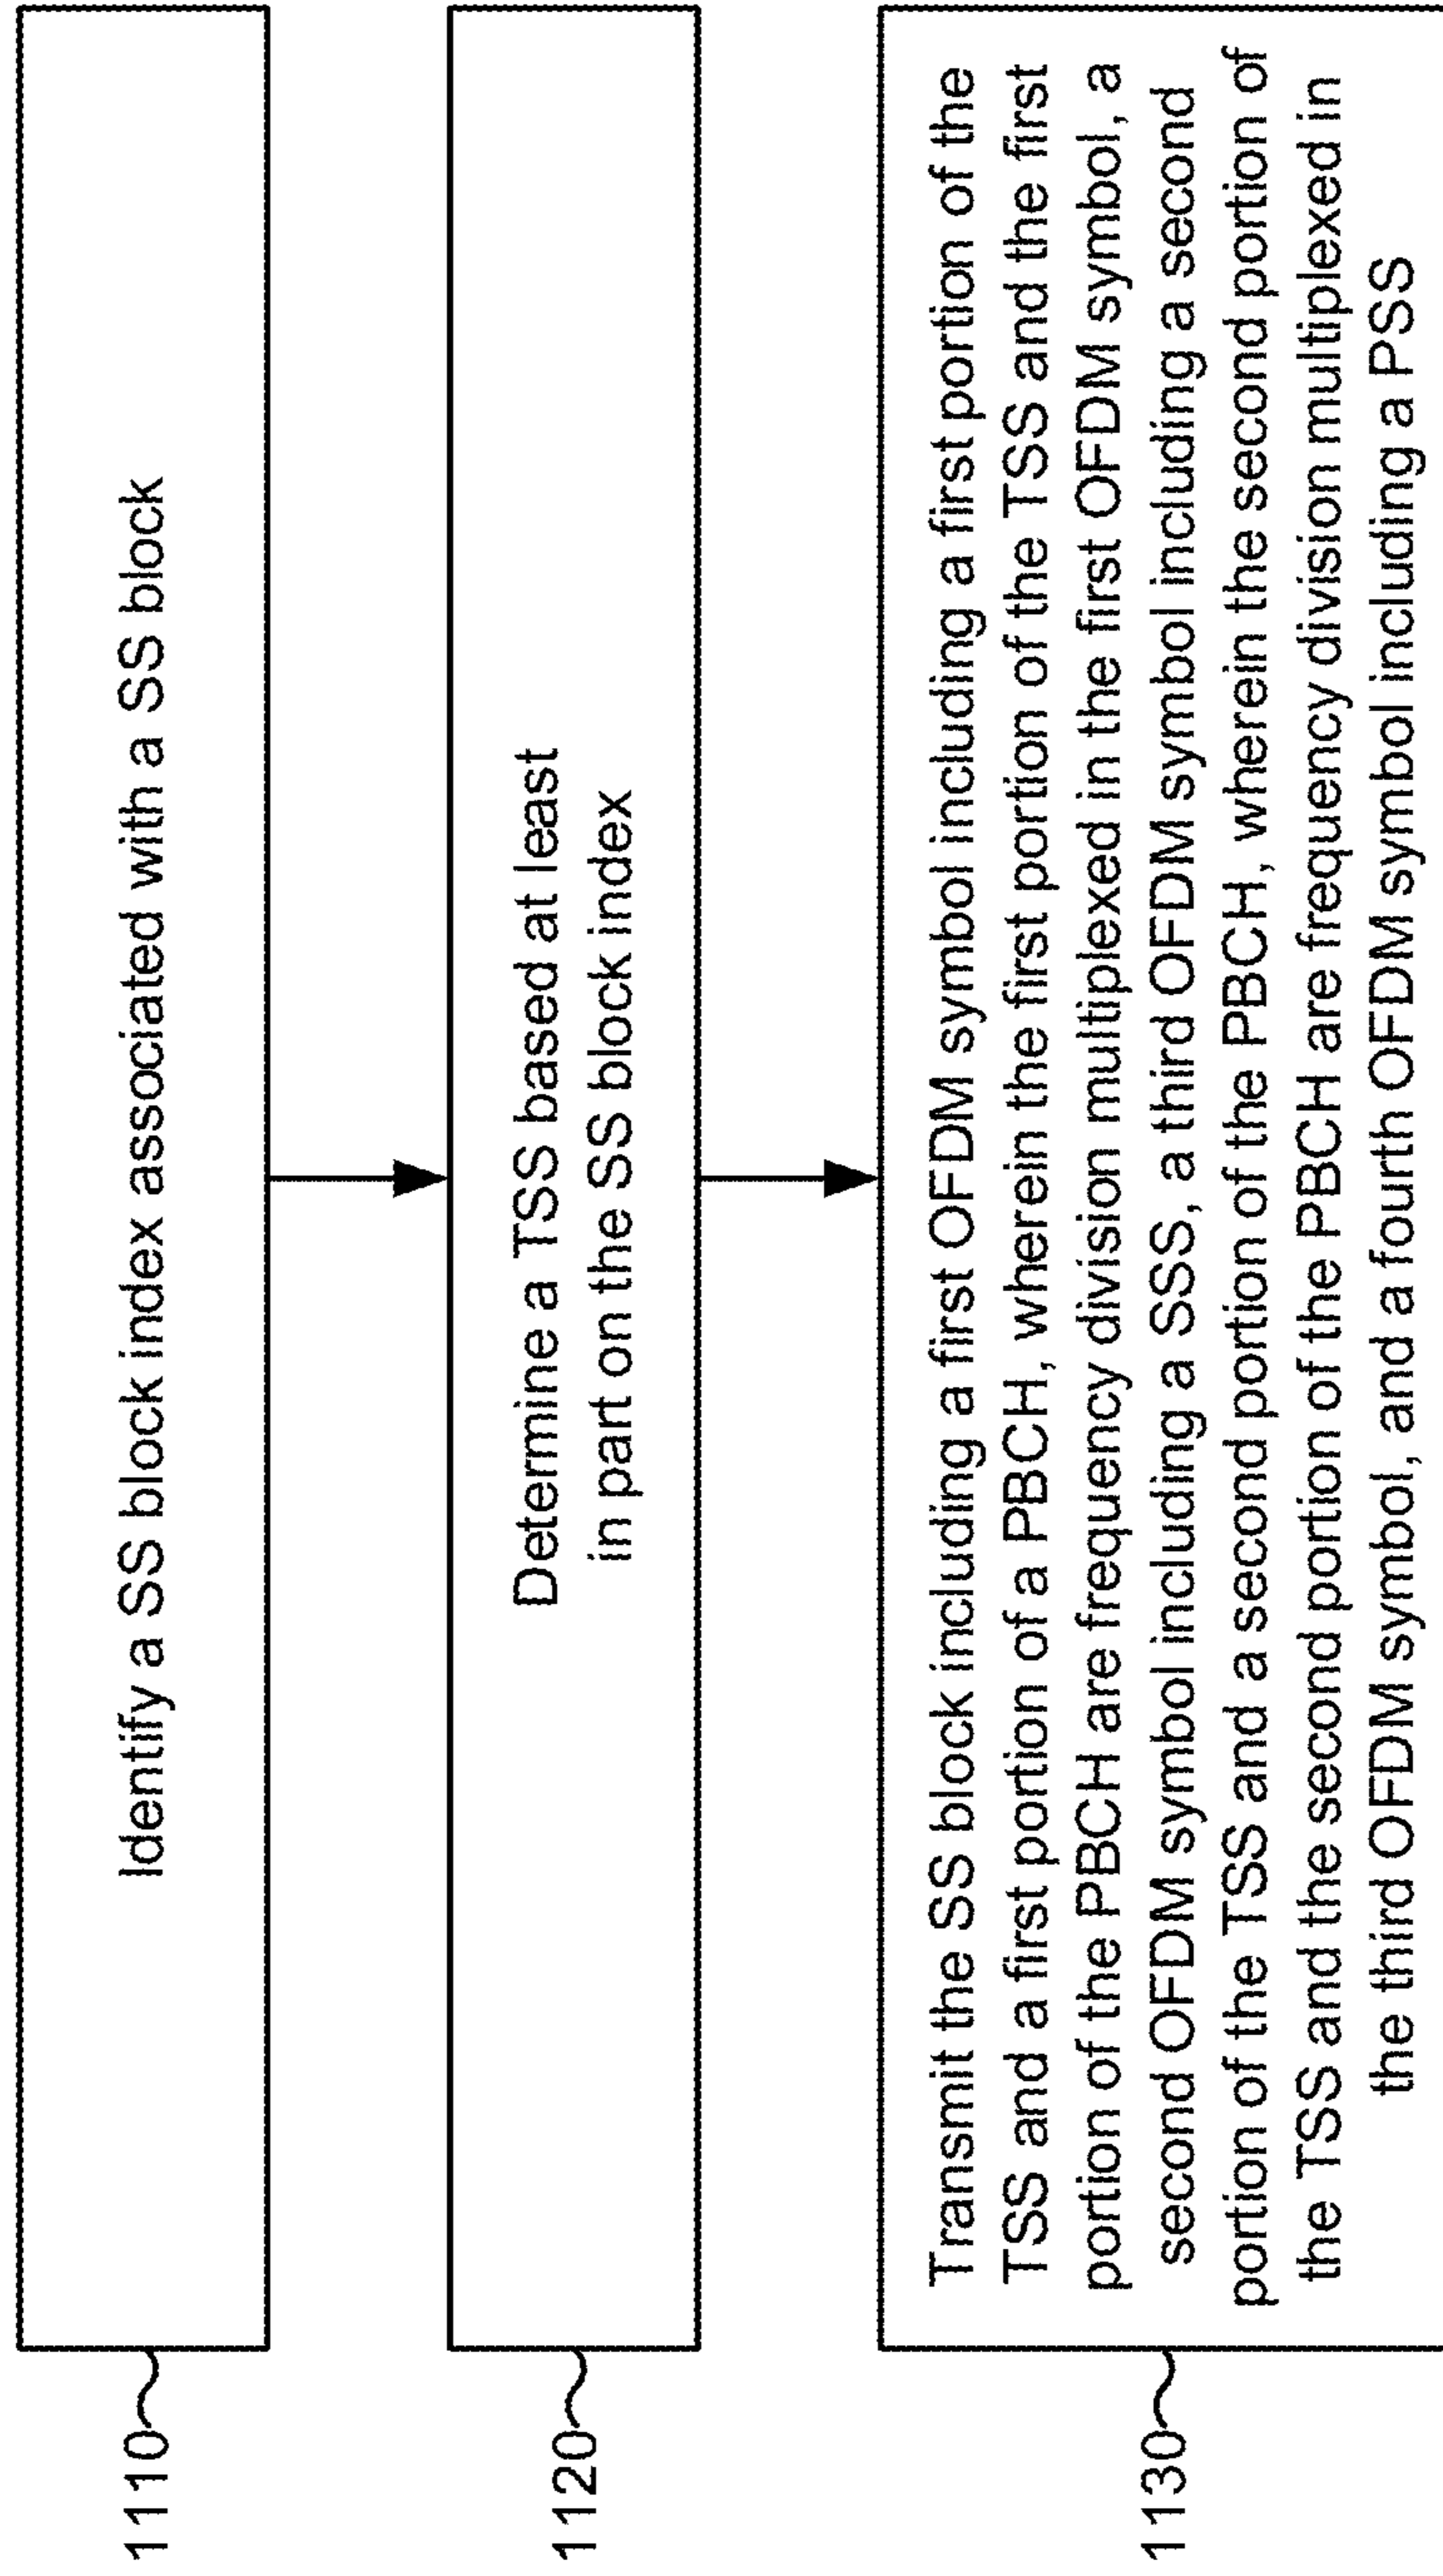 1110
Identify a SS block index associated with a SS block
1120
Determine a TSS based at least
in part on the SS block index
1130
Transmit the SS block including a first OFDM symbol including a first portion of the
TSS and a first portion of a PBCH, wherein the first portion of the TSS and the first
portion of the PBCH are frequency division multiplexed in the first OFDM symbol, a
second OFDM symbol including a SSS, a third OFDM symbol including a second
portion of the TSS and a second portion of the PBCH, wherein the second portion of
the TSS and the second portion of the PBCH are frequency division multiplexed in
the third OFDM symbol, and a fourth OFDM symbol including a PSS